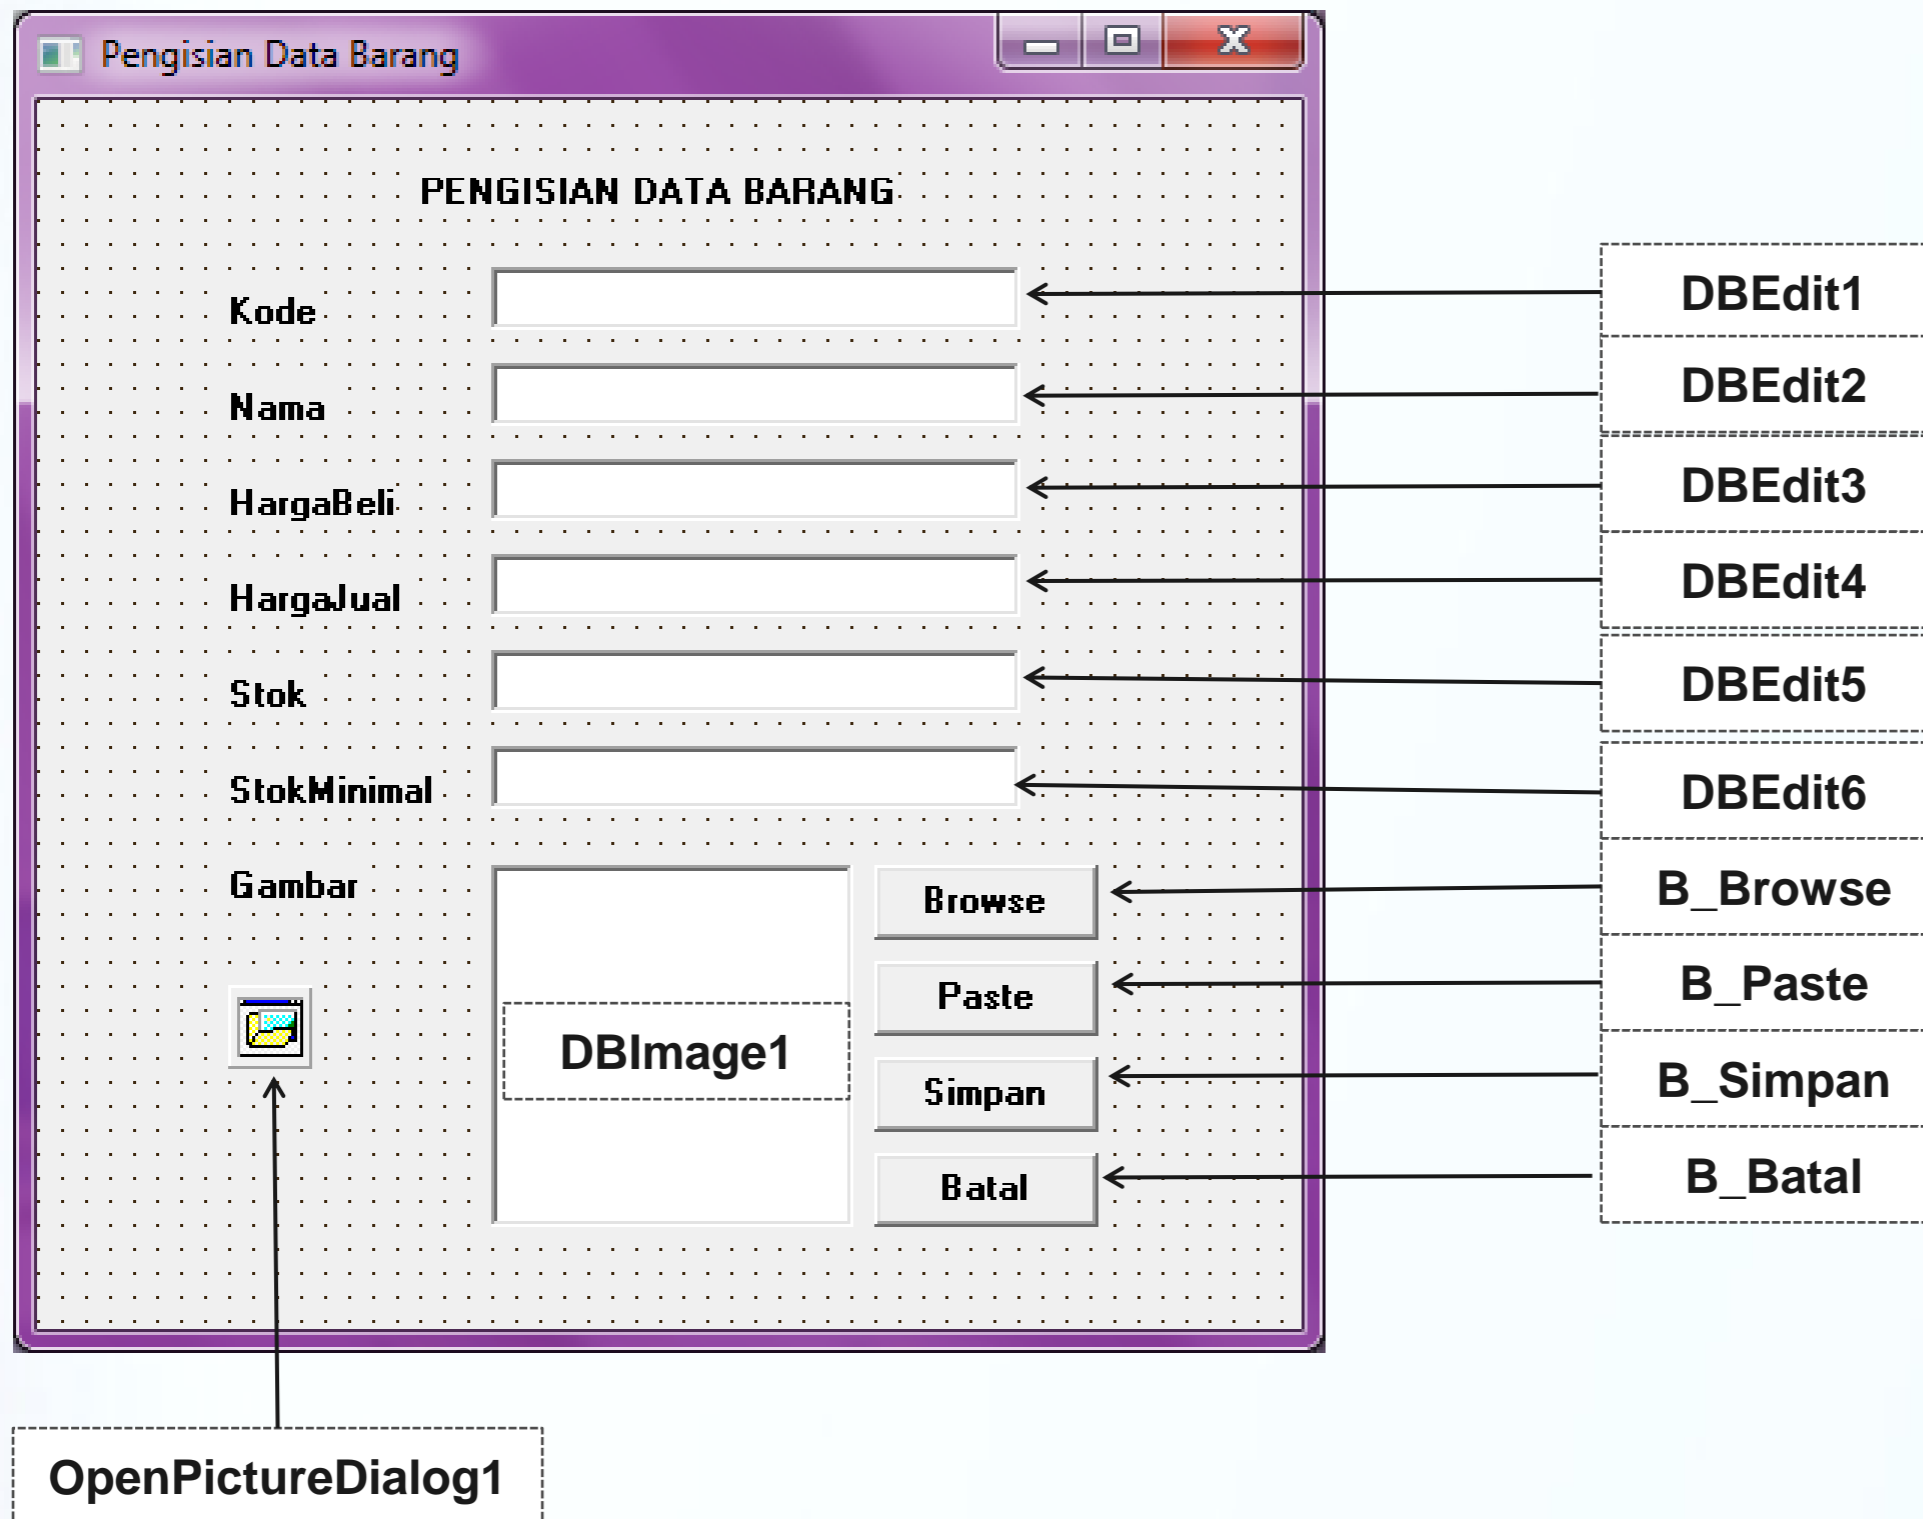 Pengisian Data Barang
PENGISIAN DATA BARANG
Kode
DBEdit1
Nama
DBEdit2
HargaBeli
DBEdit3
HargaJual
DBEdit4
Stok
DBEdit5
StokMinimal
DBEdit6
Gambar
Browse
B_Browse
Paste
B_Paste
DBImage1
Simpan
B_Simpan
Batal
B_Batal
OpenPictureDialog1